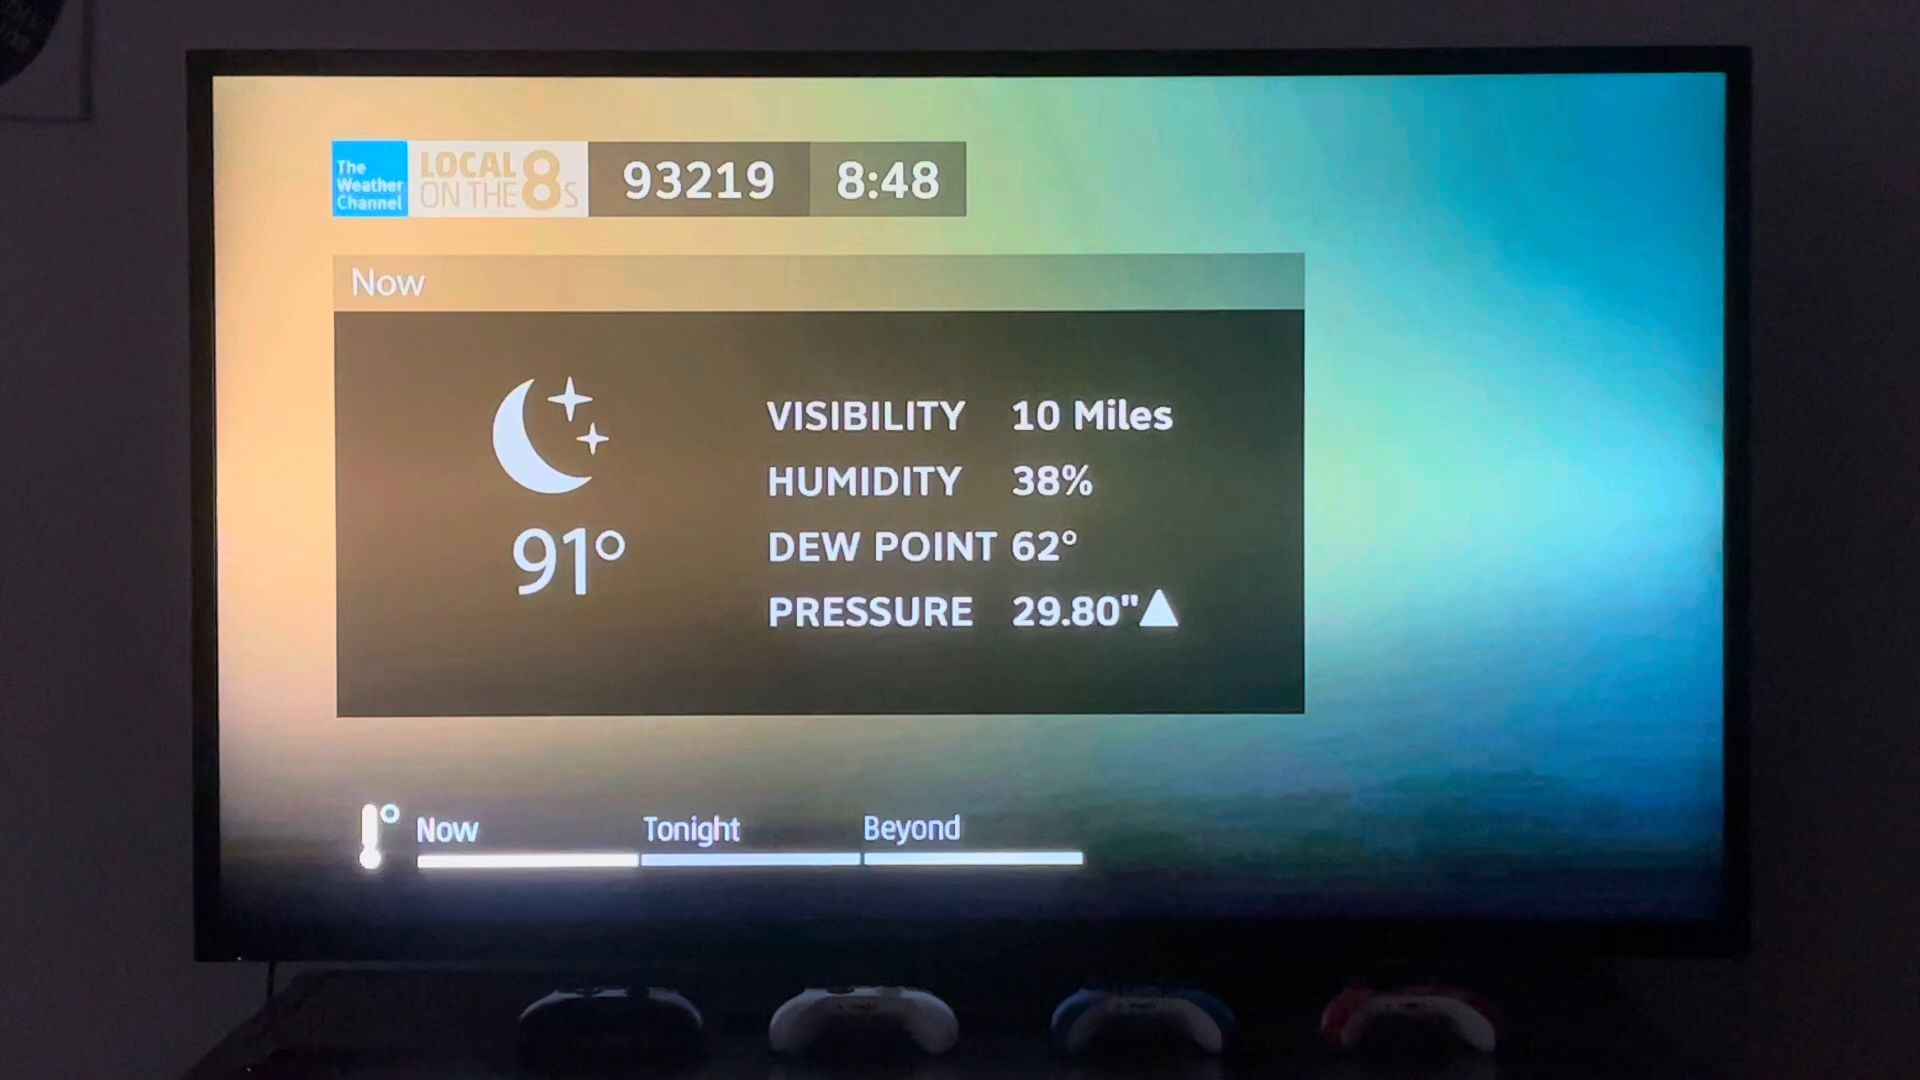 The
Weather
Channel
LOCAL
ON THE 8s
93219
8:48
Now
91°
VISIBILITY 10 Miles
HUMIDITY 38%
DEW POINT 62°
PRESSURE 29.80"▲
Now Tonight Beyond